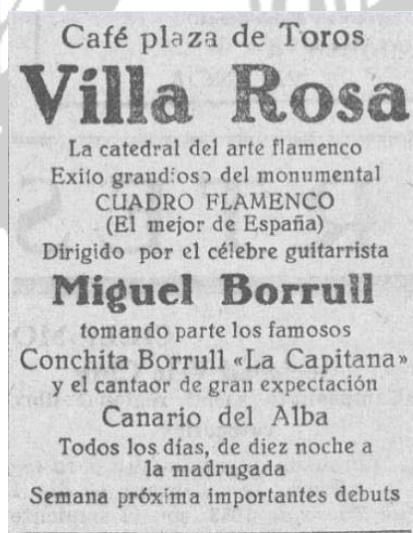 Café plaza de Toros
Villa Rosa
La catedral del arte flamenco
Exito grandioso del monumental
CUADRO FLAMENCO
(El mejor de España)
Dirigido por el célebre guitarrista
Miguel Borrull
tomando parte los famosos
Conchita Borrull «La Capitana»
y el cantaor de gran expectación
Canario del Alba
Todos los días, de diez noche a
la madrugada
Semana próxima importantes debuts